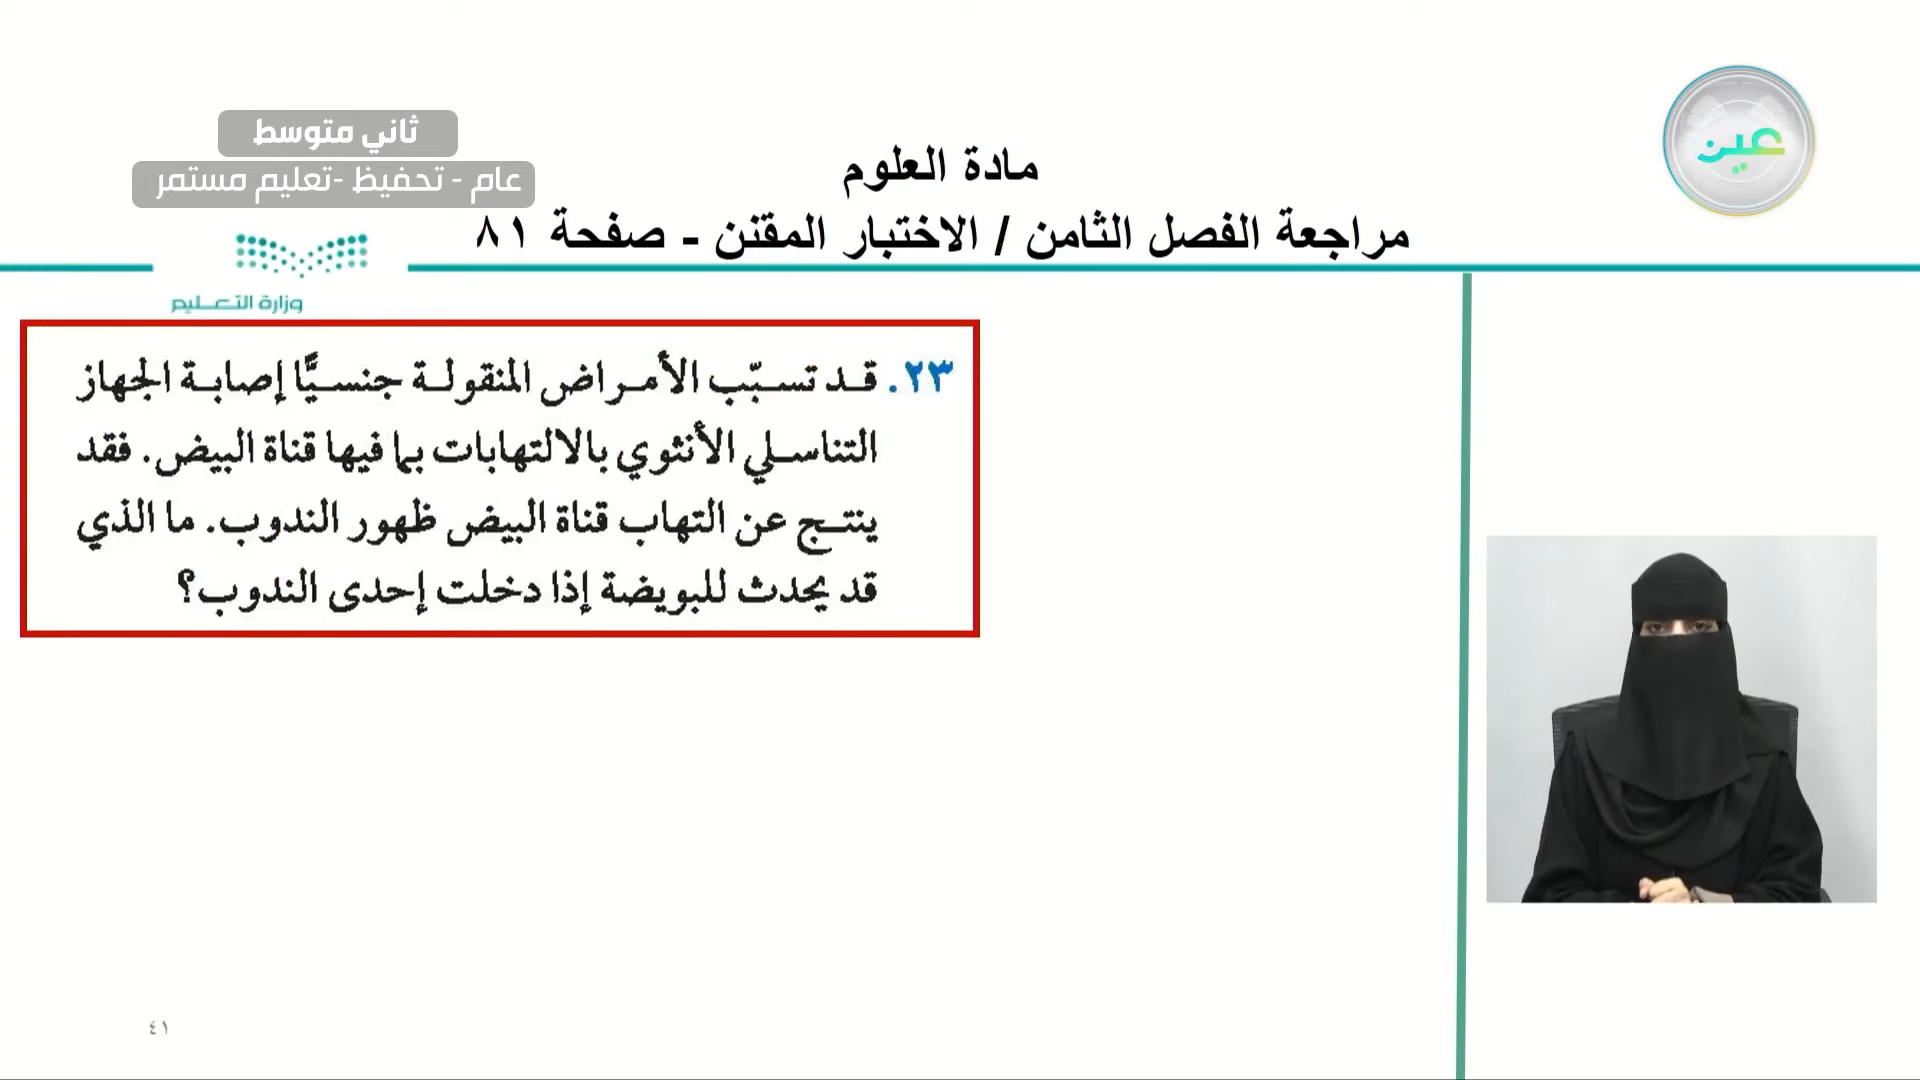 عين
ثاني متوسط
عام - تحفيظ -تعليم مستمر
مادة العلوم
مراجعة الفصل الثامن / الاختبار المقنن - صفحة ٨١
وزارة التعليم
٢٣. قد تسبّب الأمراض المنقولة جنسيًّا إصابة الجهاز
التناسلي الأنثوي بالالتهابات بما فيها قناة البيض. فقد
ينتج عن التهاب قناة البيض ظهور الندوب. ما الذي
قد يحدث للبويضة إذا دخلت إحدى الندوب؟
٤١